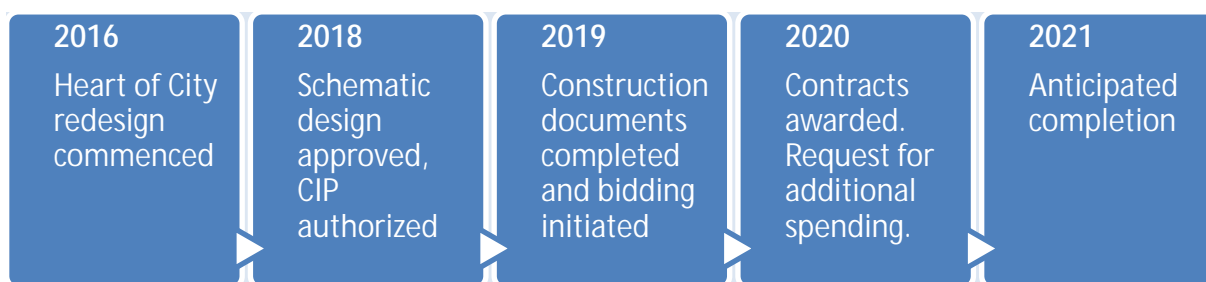 2016
Heart of City
redesign
commenced
2018
Schematic
design
approved,
CIP
authorized
2019
Construction
documents
completed
and bidding
initiated
2020
Contracts
awarded.
Request for
additional
spending.
2021
Anticipated
completion